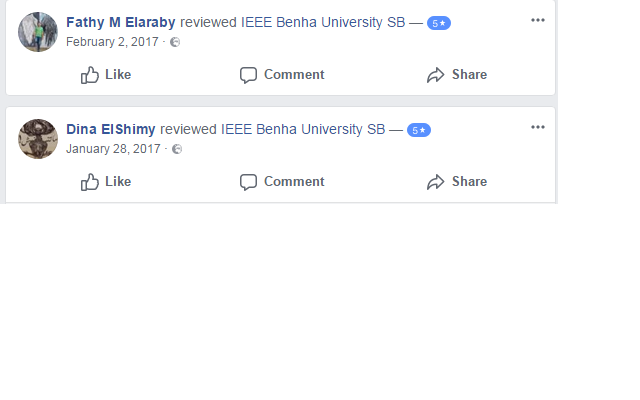 Fathy M Elaraby reviewed IEEE Benha University SB — 5★
February 2, 2017 ·
Like Comment Share
Dina ElShimy reviewed IEEE Benha University SB — 5★
January 28, 2017 ·
Like Comment Share